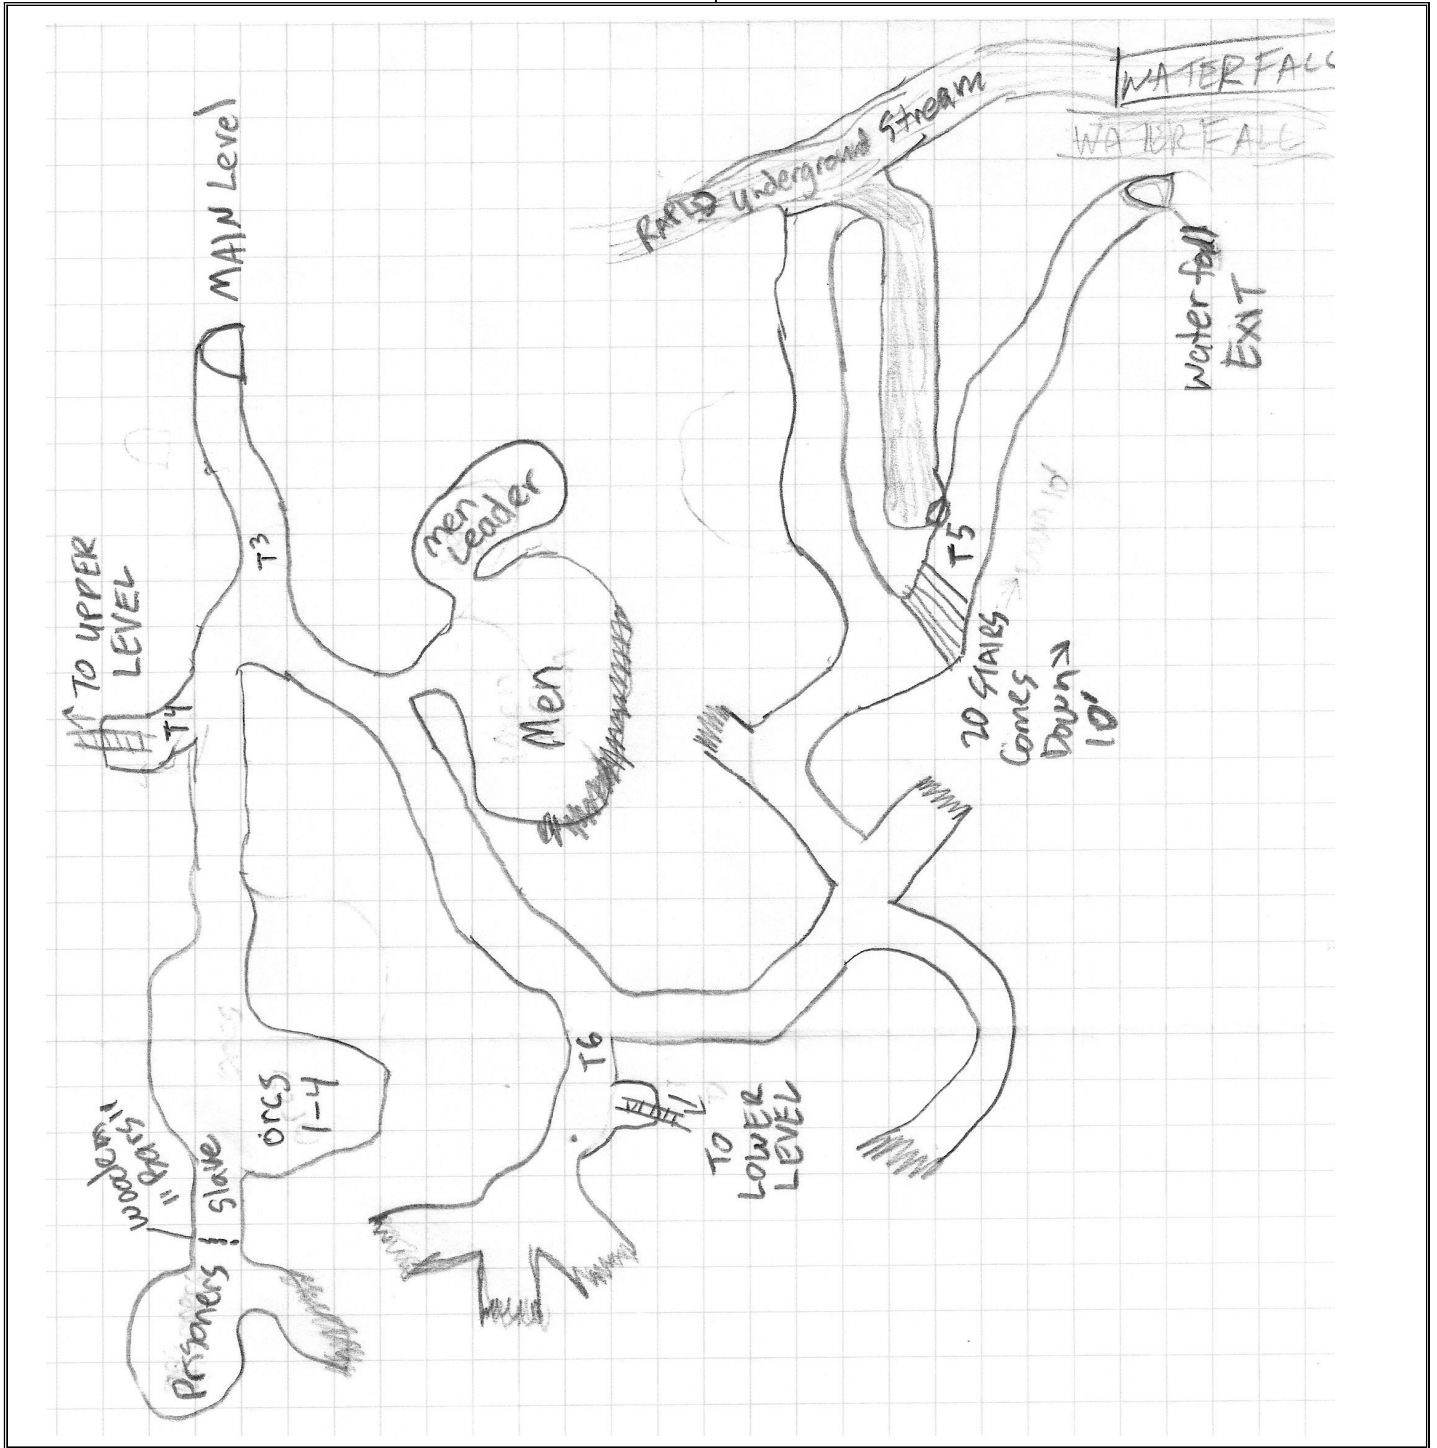 WATERFALL
WATERFALL
RAPID underground stream
MAIN Level
Waterfall
EXIT
men
Leader
T3
TO UPPER
LEVEL
T4
Men
T5
20 STAIRS
Comes
Down →
10'
T6
TO
LOWER
LEVEL
orcs
1-4
wooden
"Bars"
Slave
Prisoners